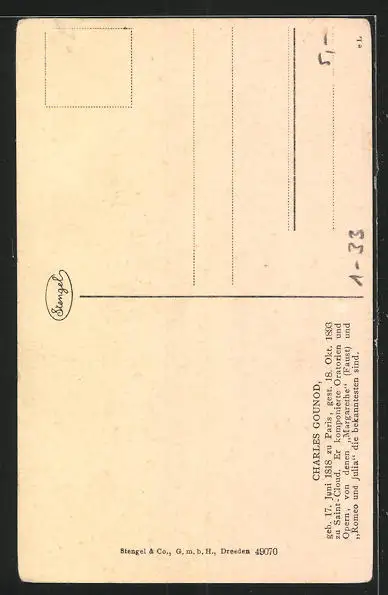 CHARLES GOUNOD,
geb. 17. Juni 1818 zu Paris, gest. 18. Okt. 1893
zu Saint-Cloud. Er komponierte Oratorien und
Opern, von denen „Margarethe“ (Faust) und
„Romeo und Julia“ die bekanntesten sind.
Stengel
1-33
5,-
e L.
Stengel & Co., G. m. b. H., Dresden 49070